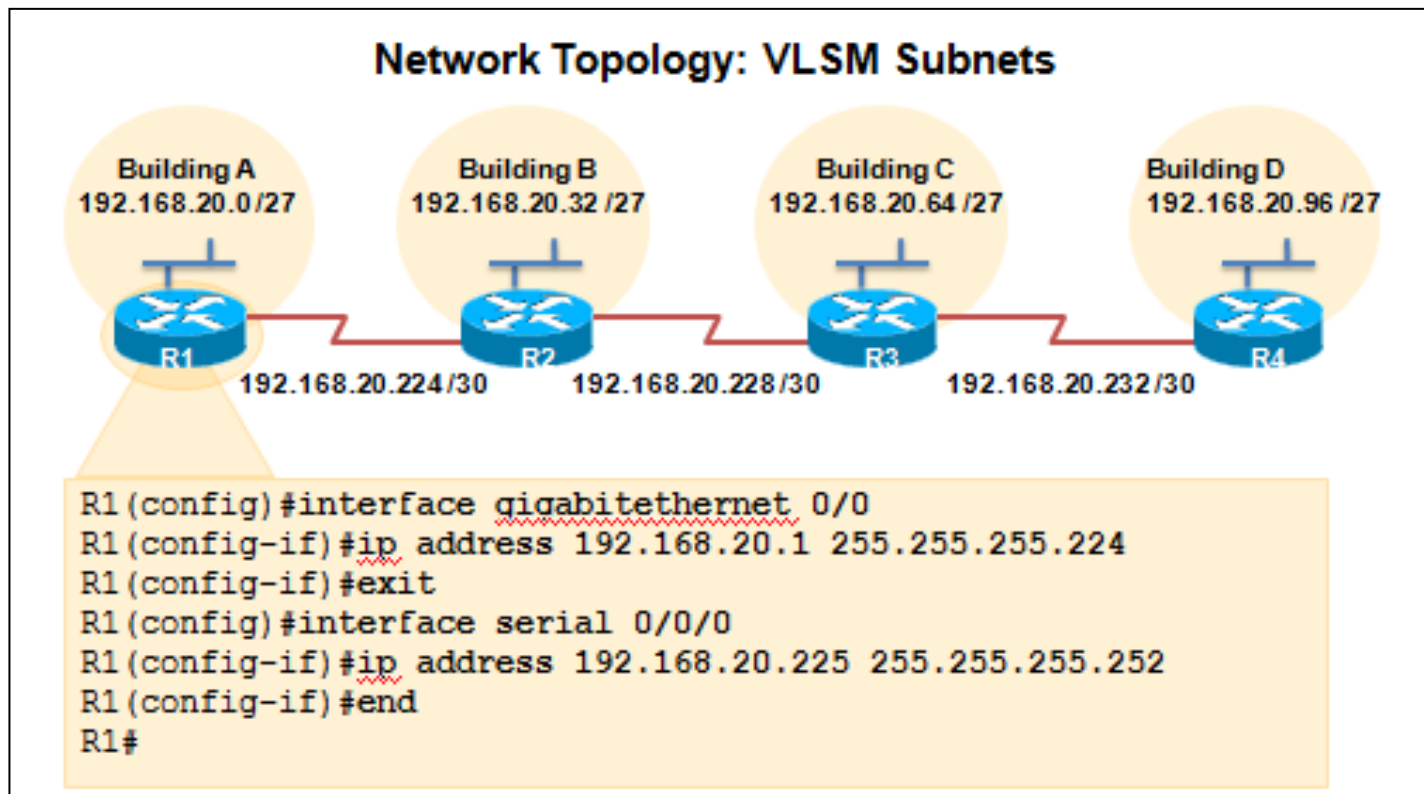 Network Topology: VLSM Subnets
Building A
192.168.20.0 /27
Building B
192.168.20.32 /27
Building C
192.168.20.64 /27
Building D
192.168.20.96 /27
R1
R2
R3
R4
192.168.20.224 /30
192.168.20.228 /30
192.168.20.232 /30
R1(config)#interface gigabitethernet 0/0
R1(config-if)#ip address 192.168.20.1 255.255.255.224
R1(config-if)#exit
R1(config)#interface serial 0/0/0
R1(config-if)#ip address 192.168.20.225 255.255.255.252
R1(config-if)#end
R1#